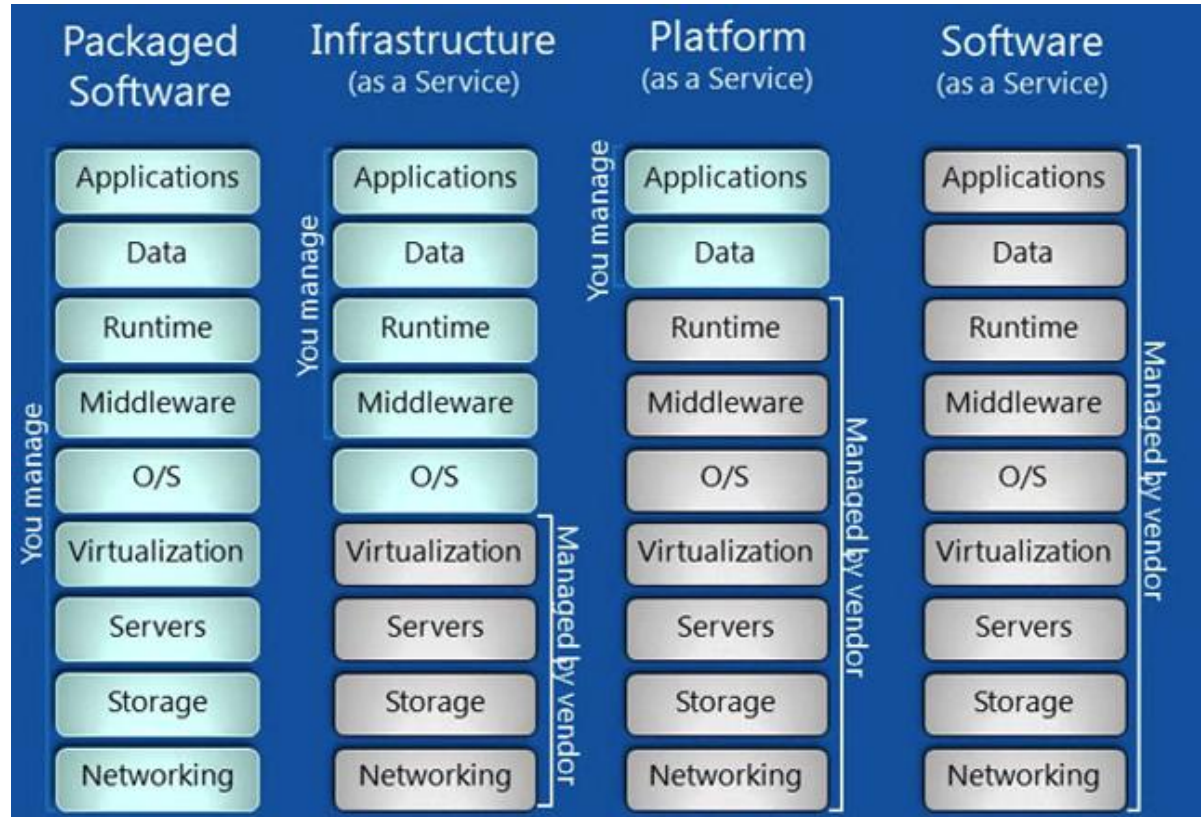 Packaged
Software
Infrastructure
(as a Service)
Platform
(as a Service)
Software
(as a Service)
You manage
Applications
Data
Runtime
Middleware
O/S
Virtualization
Servers
Storage
Networking
You manage
Applications
Data
Runtime
Middleware
O/S
Virtualization
Servers
Storage
Networking
Managed by vendor
You manage
Applications
Data
Runtime
Middleware
O/S
Virtualization
Servers
Storage
Networking
Managed by vendor
Applications
Data
Runtime
Middleware
O/S
Virtualization
Servers
Storage
Networking
Managed by vendor